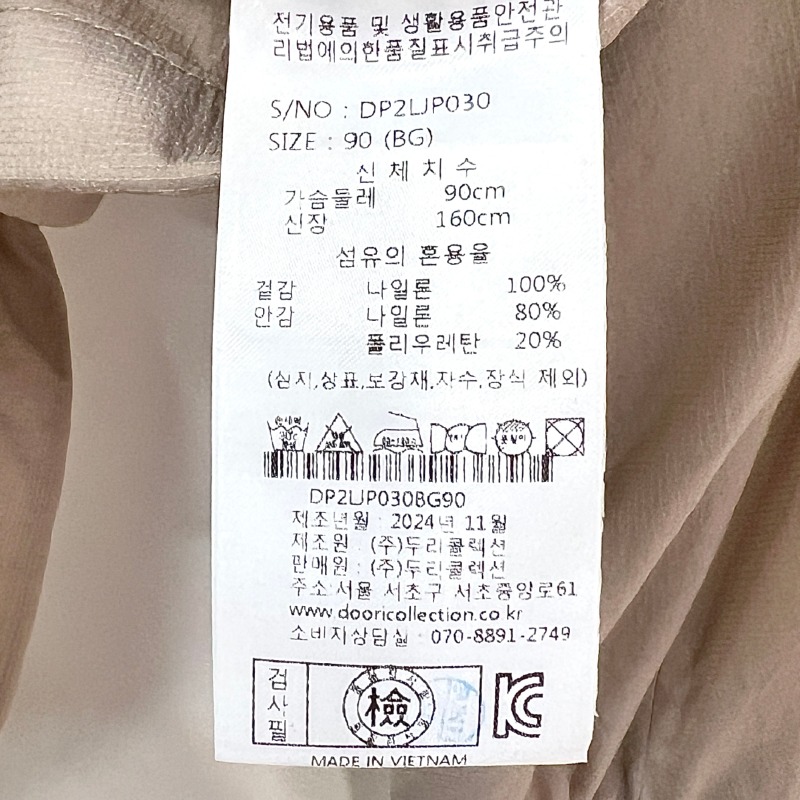 전기용품 및 생활용품안전관
리법에의한품질표시취급주의
S/NO : DP2LJP030
SIZE : 90 (BG)
신 체 치 수
가슴둘레 90cm
신장 160cm
섬유의 혼용율
겉감 나일론 100%
안감 나일론 80%
폴리우레탄 20%
(심지,상표,보강재,자수,장식 제외)
DP2LJP030BG90
제조년월 : 2024년 11월
제조원 : (주)두리콜렉션
판매원 : (주)두리콜렉션
주소:서울 서초구 서초중앙로61
www.dooricollection.co.kr
소비자상담실 : 070-8891-2749
검사필 檢
MADE IN VIETNAM